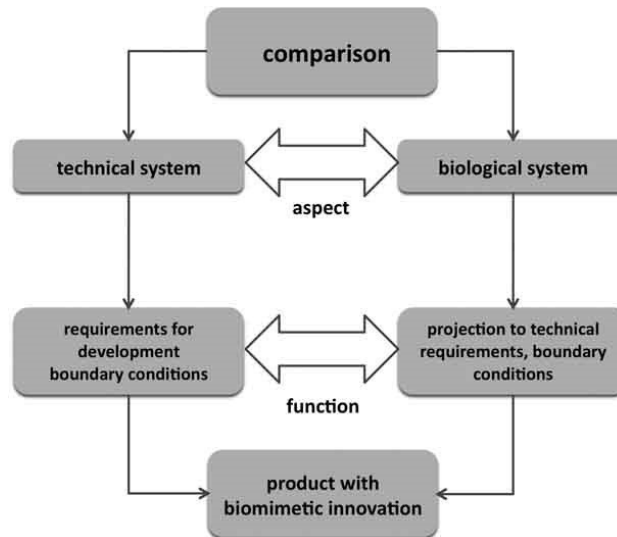 comparison
technical system
biological system
aspect
requirements for
development
boundary conditions
projection to technical
requirements, boundary
conditions
function
product with
biomimetic innovation